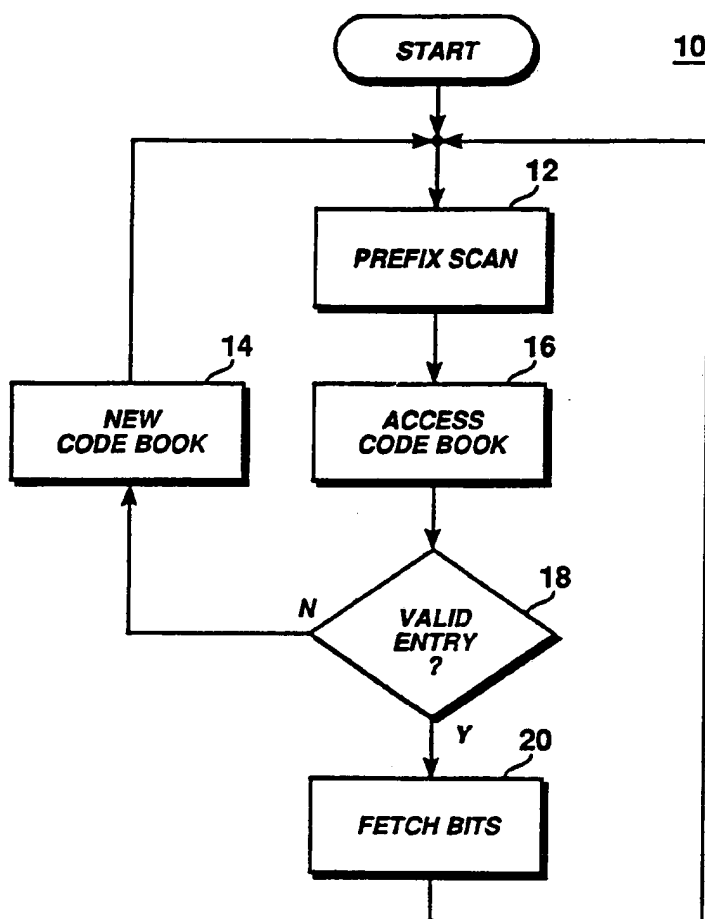 START
10
12
PREFIX SCAN
14
16
NEW
CODE BOOK
ACCESS
CODE BOOK
18
N
VALID
ENTRY
?
Y
20
FETCH BITS